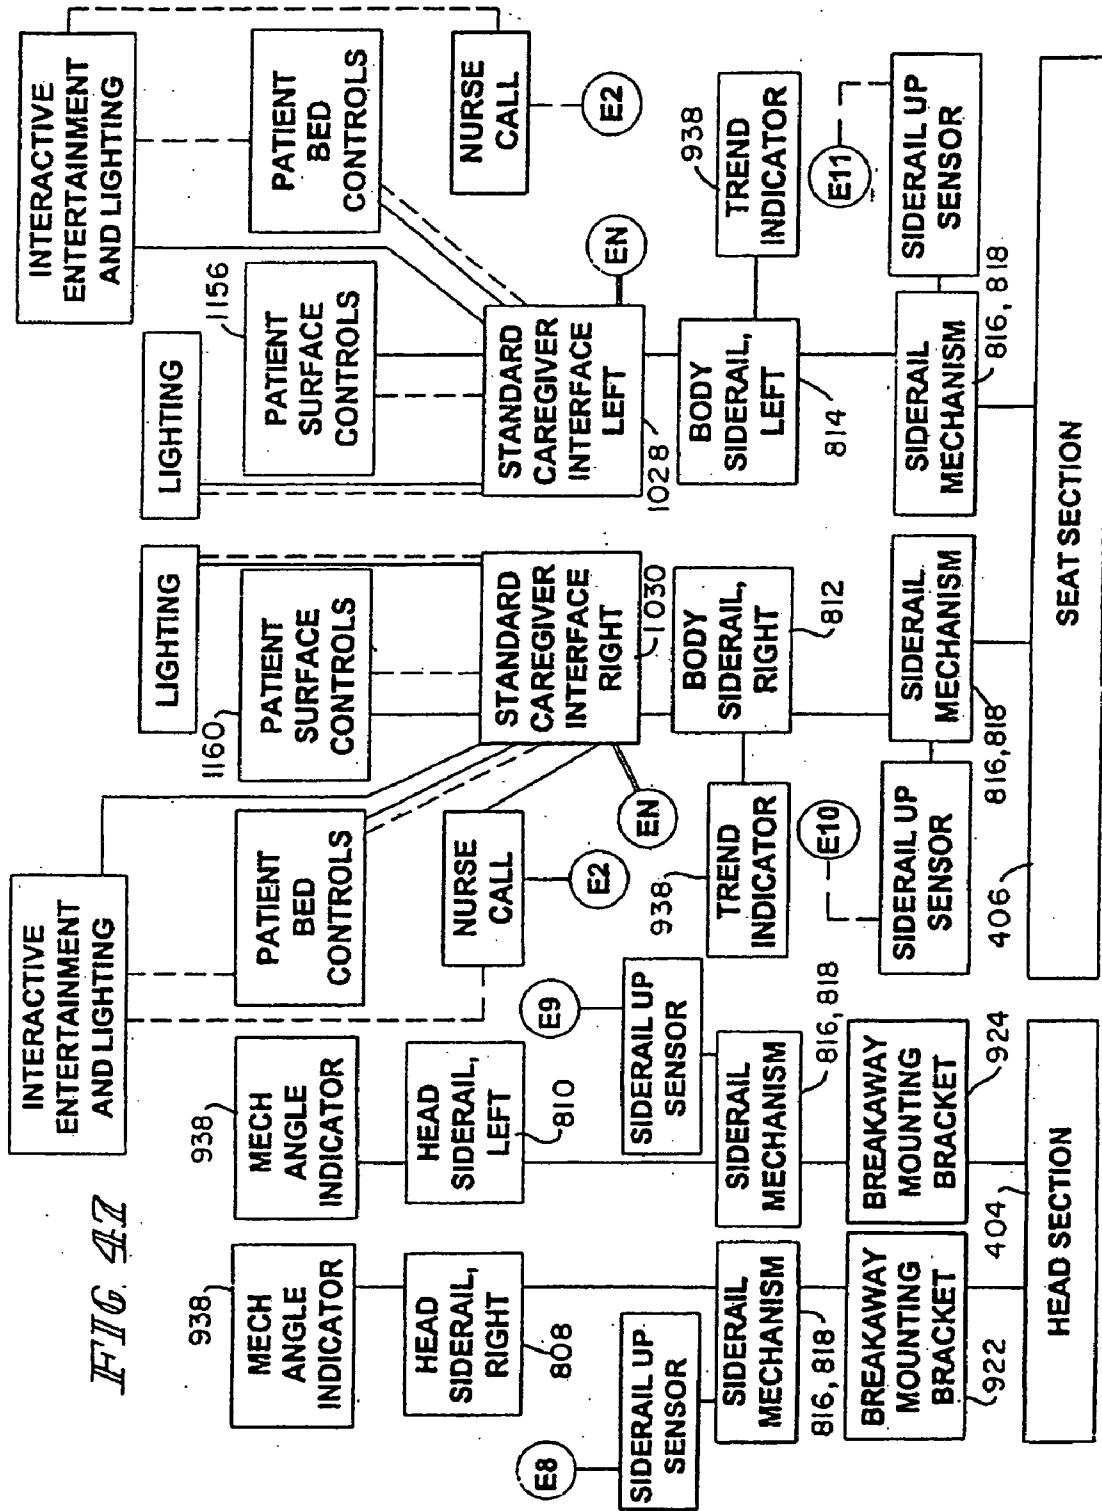 FIG. 47
INTERACTIVE
ENTERTAINMENT
AND LIGHTING
INTERACTIVE
ENTERTAINMENT
AND LIGHTING
938
MECH
ANGLE
INDICATOR
938
MECH
ANGLE
INDICATOR
PATIENT
BED
CONTROLS
1160
PATIENT
SURFACE
CONTROLS
LIGHTING
LIGHTING
1156
PATIENT
SURFACE
CONTROLS
PATIENT
BED
CONTROLS
HEAD
SIDERAIL,
RIGHT
808
HEAD
SIDERAIL,
LEFT
810
NURSE
CALL
E2
STANDARD
CAREGIVER
INTERFACE
RIGHT
1030
EN
STANDARD
CAREGIVER
INTERFACE
LEFT
1028
EN
NURSE
CALL
E2
E8
SIDERAIL UP
SENSOR
E9
SIDERAIL UP
SENSOR
938
TREND
INDICATOR
BODY
SIDERAIL,
RIGHT
812
BODY
SIDERAIL,
LEFT
814
938
TREND
INDICATOR
SIDERAIL
MECHANISM
816, 818
SIDERAIL
MECHANISM
816, 818
E10
SIDERAIL UP
SENSOR
SIDERAIL
MECHANISM
816, 818
SIDERAIL
MECHANISM
816, 818
E11
SIDERAIL UP
SENSOR
BREAKAWAY
MOUNTING
BRACKET
922
BREAKAWAY
MOUNTING
BRACKET
924
404
HEAD SECTION
406
SEAT SECTION